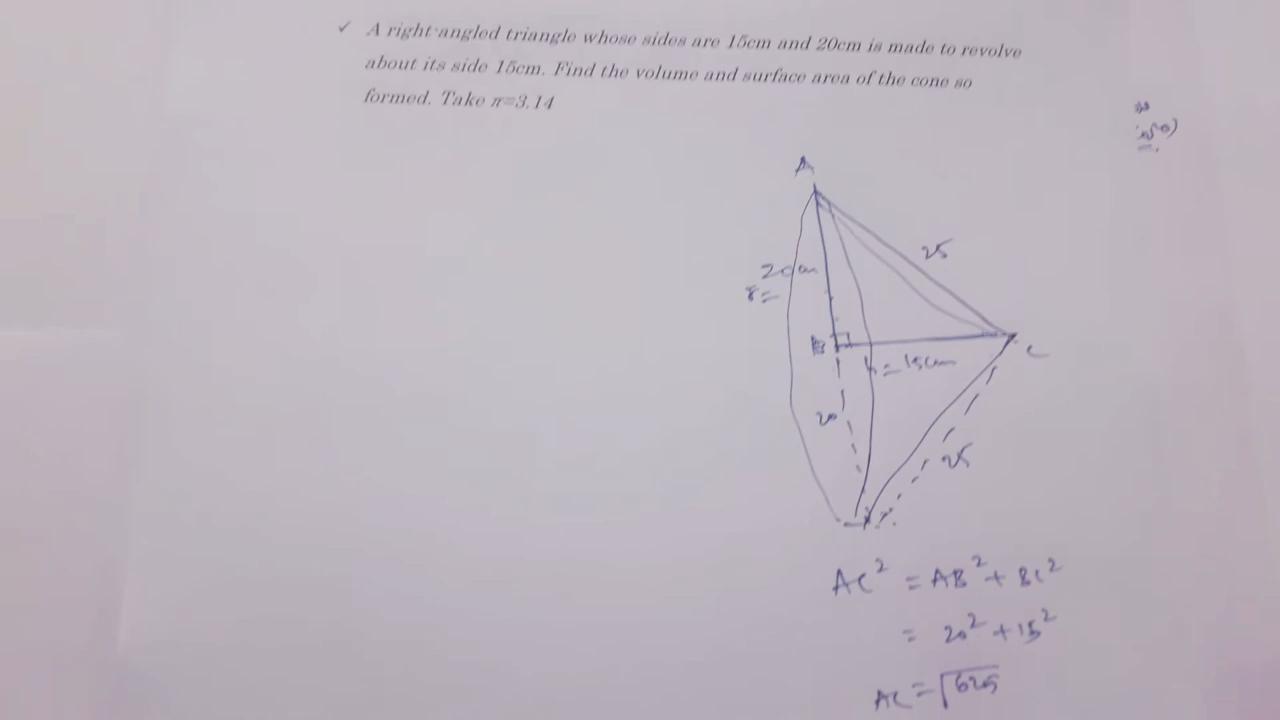 ✓ A right-angled triangle whose sides are 15cm and 20cm is made to revolve
about its side 15cm. Find the volume and surface area of the cone so
formed. Take π=3.14
A
25
20cm
r=
B
h=15cm
C
20
25
AC² = AB² + BC²
= 20² + 15²
AC = √625